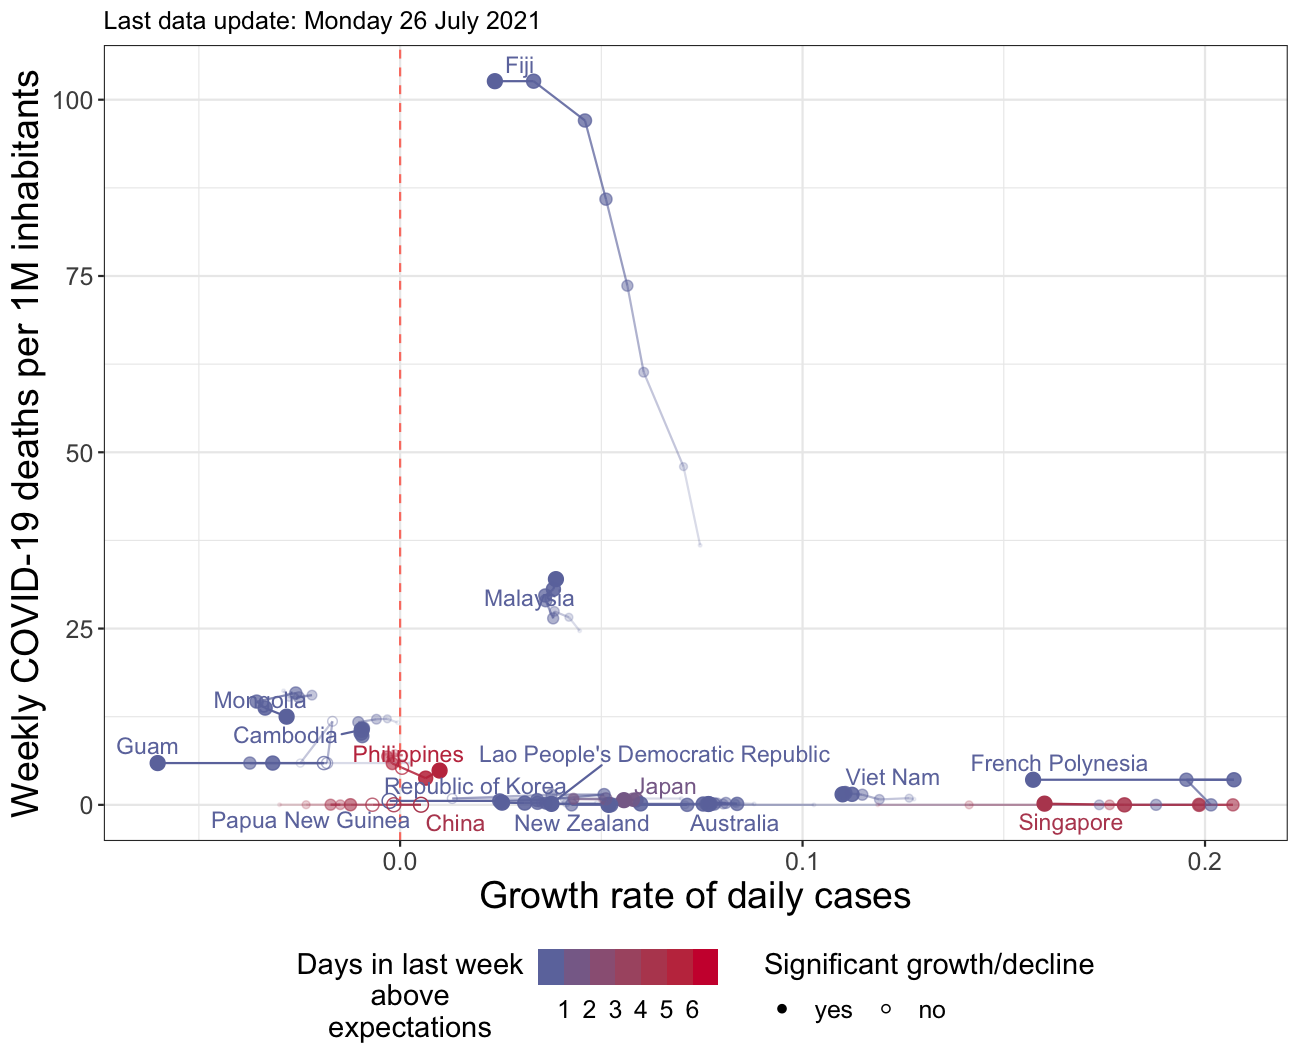 Last data update: Monday 26 July 2021
Weekly COVID-19 deaths per 1M inhabitants
100
75
50
25
0
Fiji
Malaysia
Mongolia
Cambodia
Guam
Philippines
Lao People's Democratic Republic
French Polynesia
Viet Nam
Republic of Korea
Japan
Papua New Guinea
China
New Zealand
Australia
Singapore
0.0
0.1
0.2
Growth rate of daily cases
Days in last week
above
expectations
1 2 3 4 5 6
Significant growth/decline
yes
no